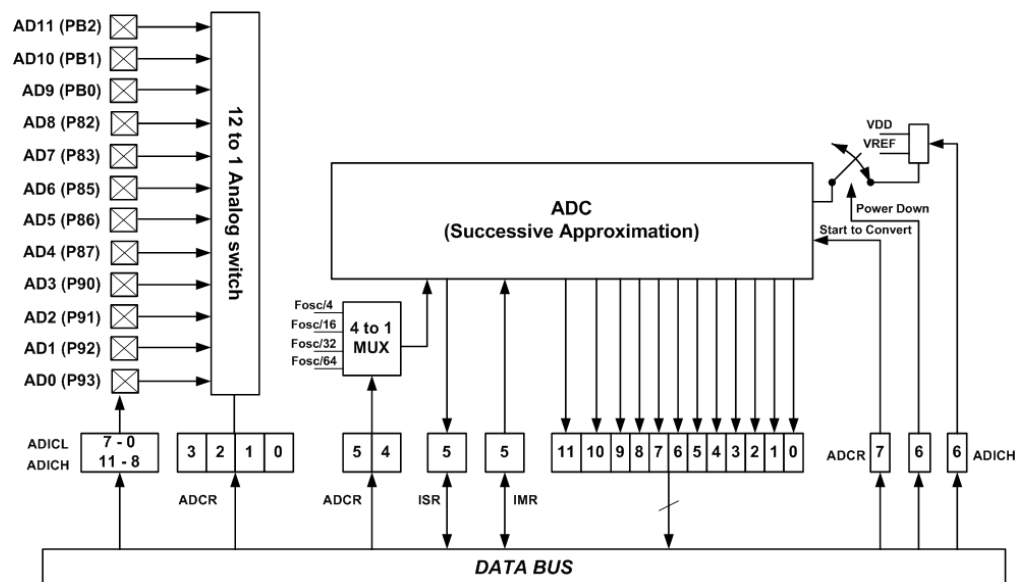 AD11 (PB2)
AD10 (PB1)
AD9 (PB0)
AD8 (P82)
AD7 (P83)
AD6 (P85)
AD5 (P86)
AD4 (P87)
AD3 (P90)
AD2 (P91)
AD1 (P92)
AD0 (P93)
12 to 1 Analog switch
ADC
(Successive Approximation)
VDD
VREF
Power Down
Start to Convert
Fosc/4
Fosc/16
Fosc/32
Fosc/64
4 to 1
MUX
ADICL
ADICH
7 - 0
11 - 8
3 2 1 0
ADCR
5 4
ADCR
5
ISR
5
IMR
11 10 9 8 7 6 5 4 3 2 1 0
ADCR 7 6
6 ADICH
DATA BUS